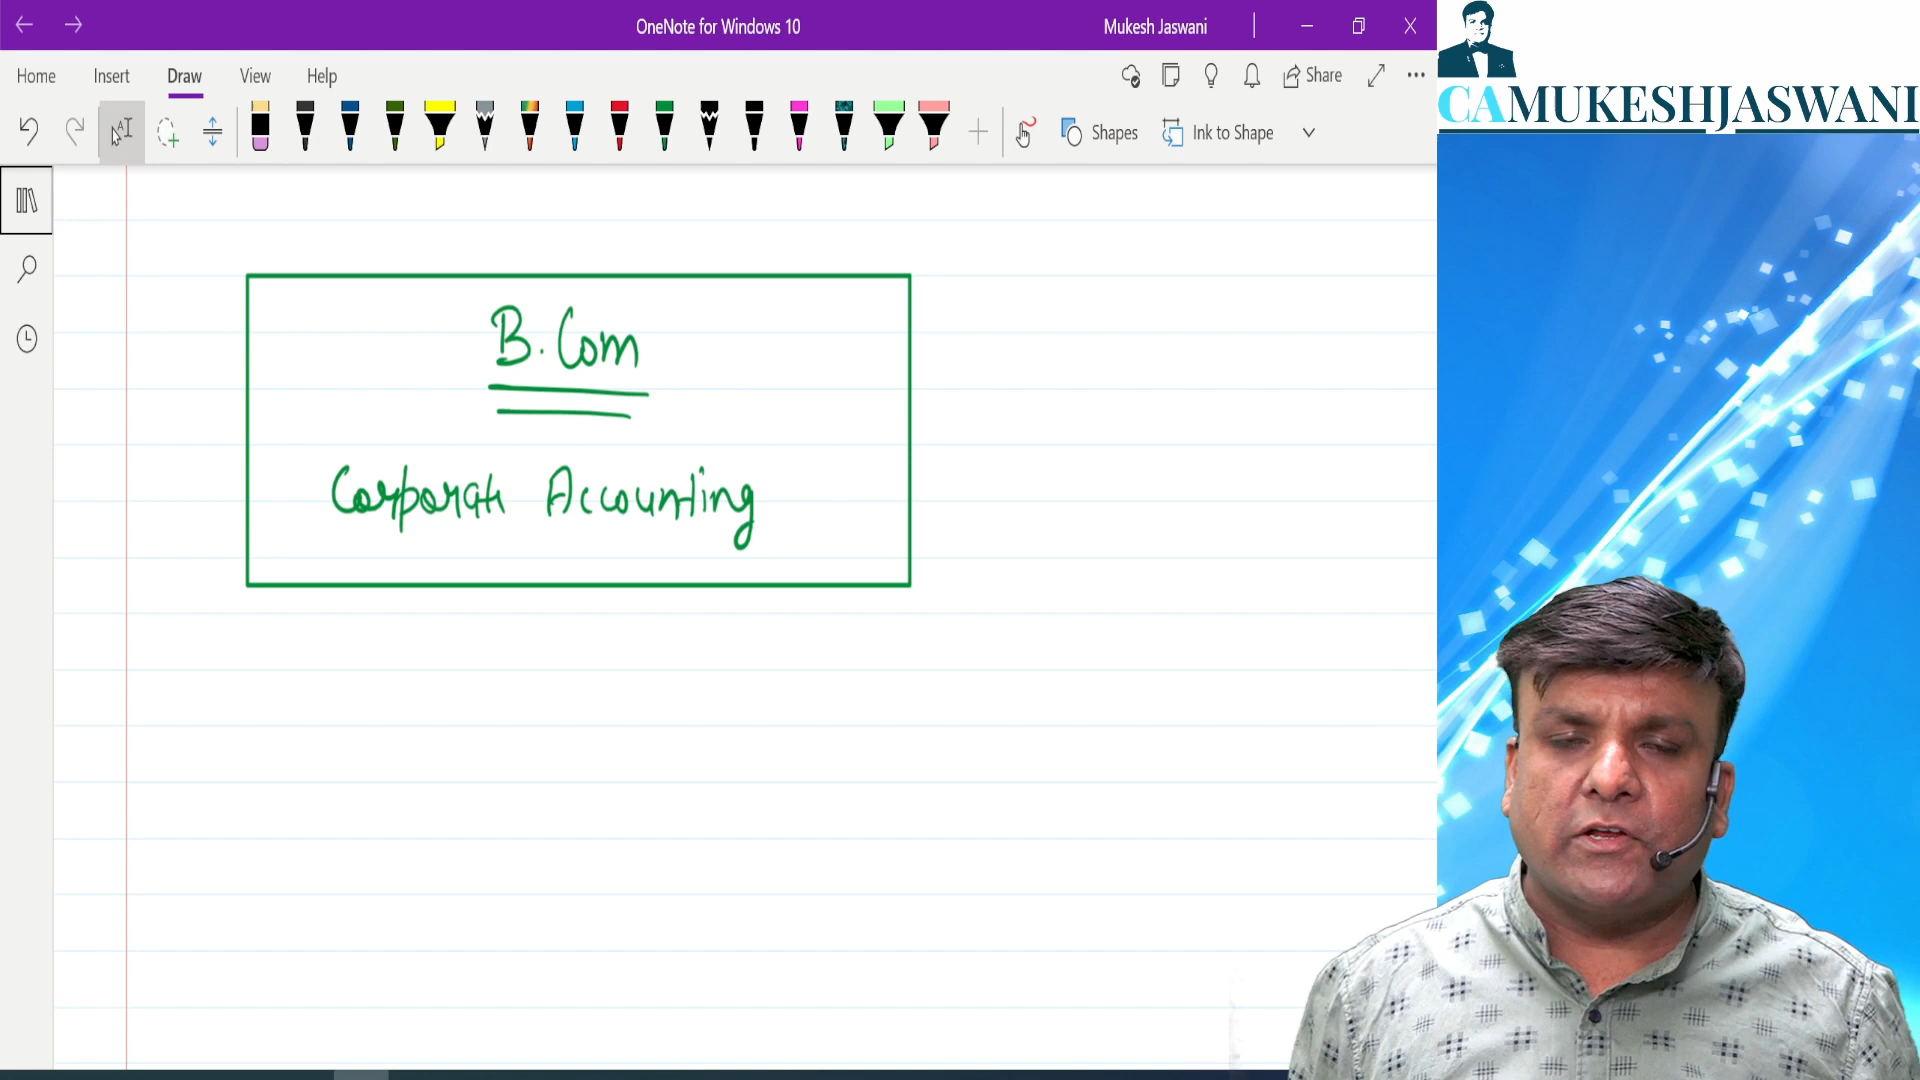 OneNote for Windows 10
Mukesh Jaswani
CAMUKESHJASWANI
Home Insert Draw View Help
Share
Shapes
Ink to Shape
B.Com
Corporate Accounting